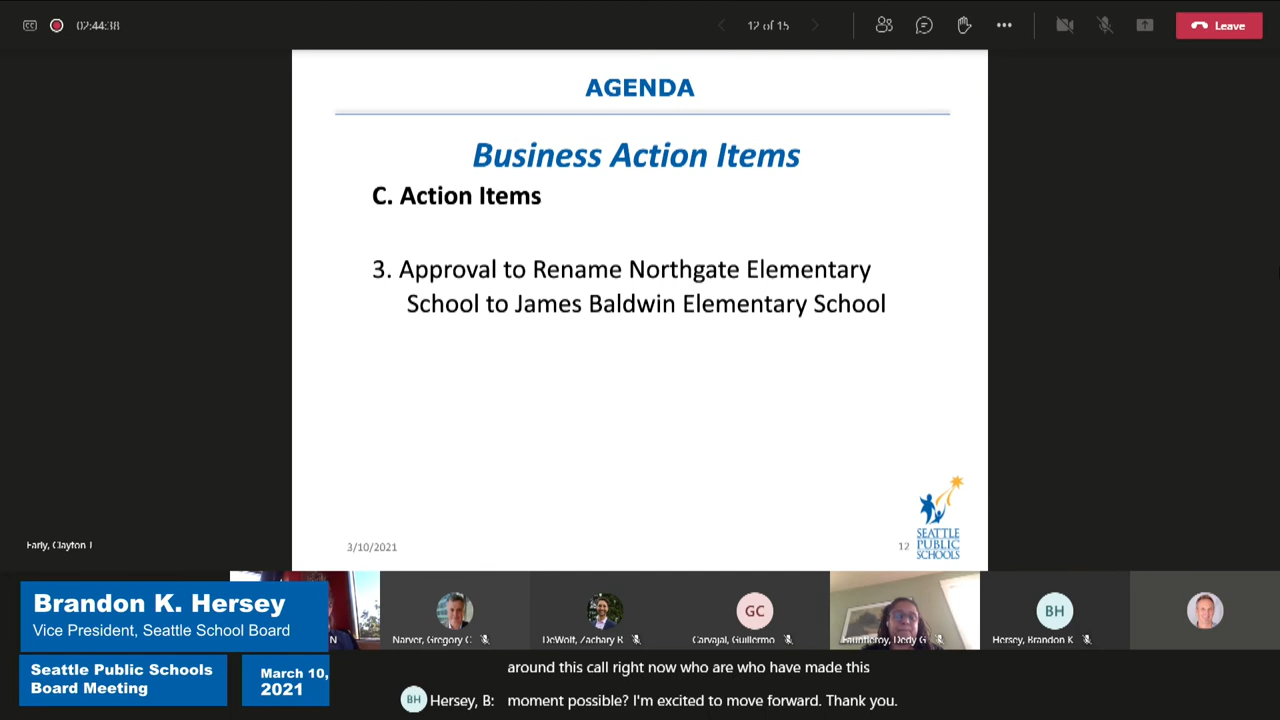 CC
02:44:38
12 of 15
Leave
AGENDA
Business Action Items
C. Action Items
3. Approval to Rename Northgate Elementary
School to James Baldwin Elementary School
SEATTLE
PUBLIC
SCHOOLS
3/10/2021
12
Early, Clayton T
Brandon K. Hersey
Vice President, Seattle School Board
Seattle Public Schools
Board Meeting
March 10,
2021
N
Narver, Gregory C.
DeWolf, Zachary R.
GC
Carvajal, Guillermo
Fauntleroy, Dedy G
BH
Hersey, Brandon K
around this call right now who are who have made this
BH Hersey, B: moment possible? I'm excited to move forward. Thank you.